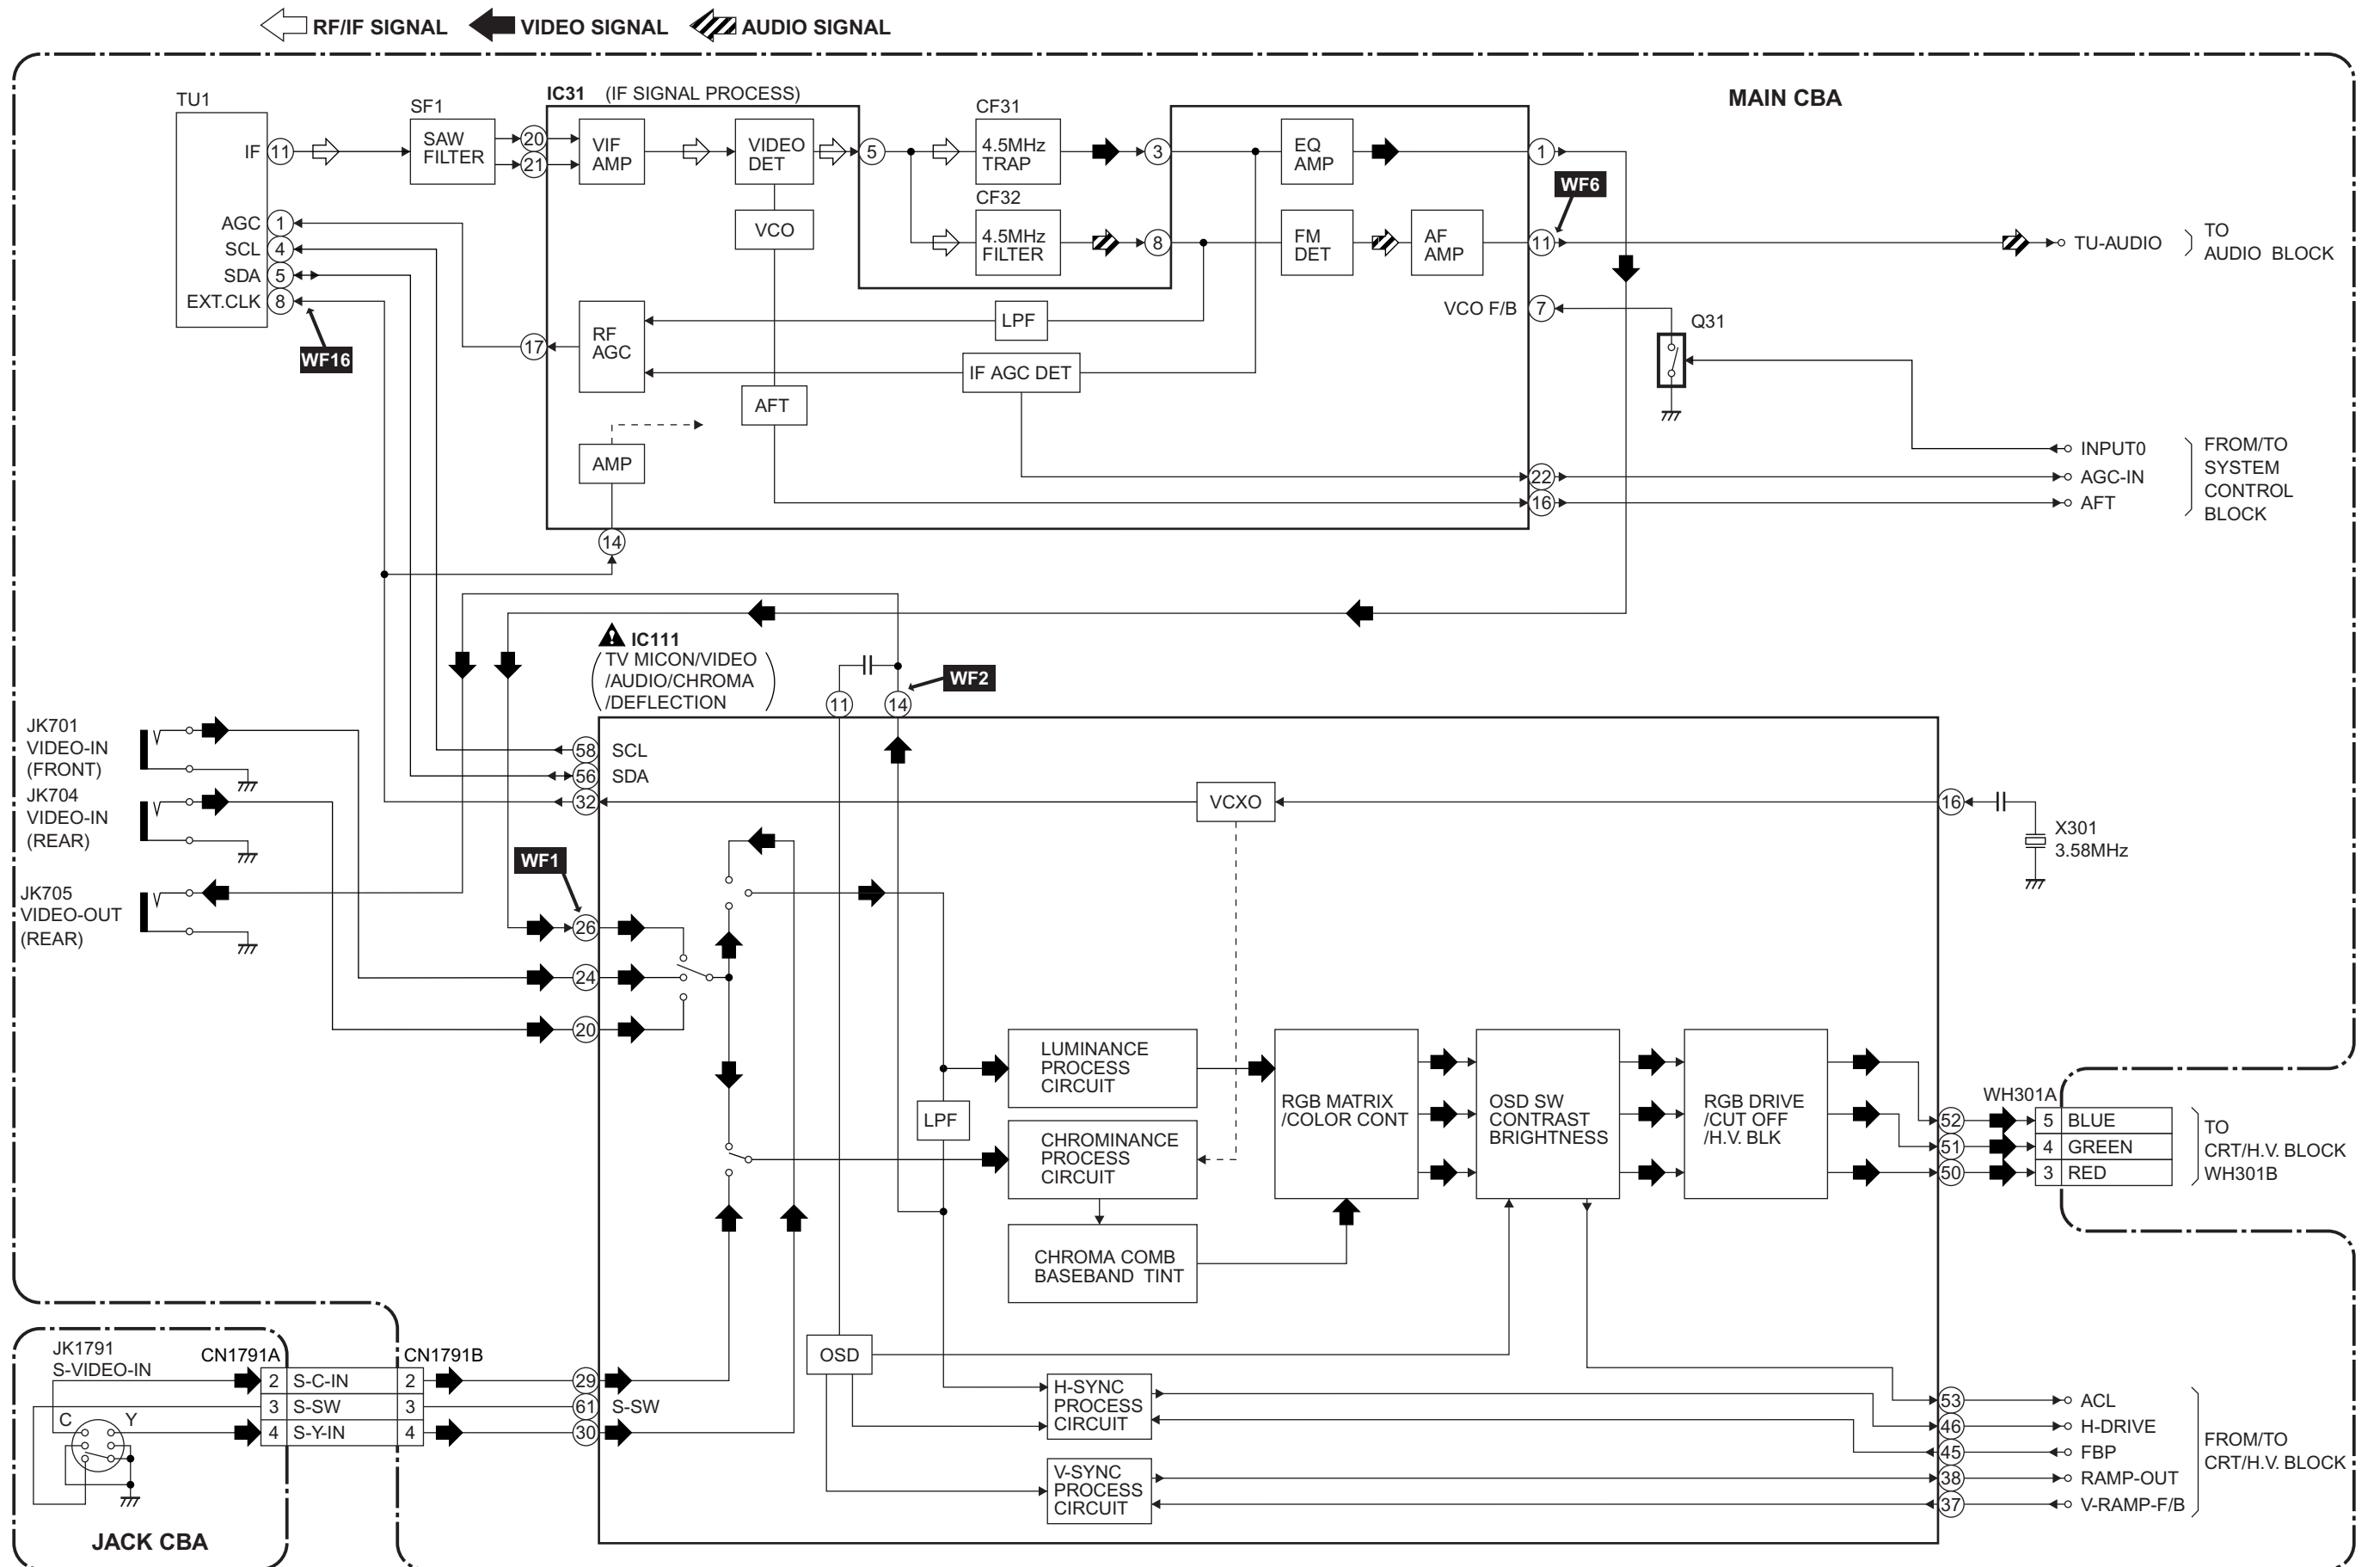 RF/IF SIGNAL VIDEO SIGNAL AUDIO SIGNAL
MAIN CBA
TU1
IF 11
AGC 1
SCL 4
SDA 5
EXT.CLK 8
WF16
SF1
SAW
FILTER
20
21
IC31 (IF SIGNAL PROCESS)
VIF
AMP
VIDEO
DET
VCO
5
CF31
4.5MHz
TRAP
3
CF32
4.5MHz
FILTER
8
EQ
AMP
1
WF6
FM
DET
AF
AMP
11
TU-AUDIO
TO
AUDIO BLOCK
VCO F/B 7
Q31
RF
AGC
17
LPF
IF AGC DET
AFT
AMP
14
22
16
INPUT0
AGC-IN
AFT
FROM/TO
SYSTEM
CONTROL
BLOCK
IC111
TV MICON/VIDEO
/AUDIO/CHROMA
/DEFLECTION
11
14
WF2
JK701
VIDEO-IN
(FRONT)
JK704
VIDEO-IN
(REAR)
JK705
VIDEO-OUT
(REAR)
58 SCL
56 SDA
32
VCXO
16
X301
3.58MHz
WF1
26
24
20
LUMINANCE
PROCESS
CIRCUIT
LPF
CHROMINANCE
PROCESS
CIRCUIT
CHROMA COMB
BASEBAND TINT
RGB MATRIX
/COLOR CONT
OSD SW
CONTRAST
BRIGHTNESS
RGB DRIVE
/CUT OFF
/H.V. BLK
52
51
50
WH301A
5 BLUE
4 GREEN
3 RED
TO
CRT/H.V. BLOCK
WH301B
OSD
H-SYNC
PROCESS
CIRCUIT
V-SYNC
PROCESS
CIRCUIT
53 ACL
46 H-DRIVE
45 FBP
38 RAMP-OUT
37 V-RAMP-F/B
FROM/TO
CRT/H.V. BLOCK
JK1791
S-VIDEO-IN
C Y
CN1791A
CN1791B
2 S-C-IN 2
3 S-SW 3
4 S-Y-IN 4
29
61 S-SW
30
JACK CBA